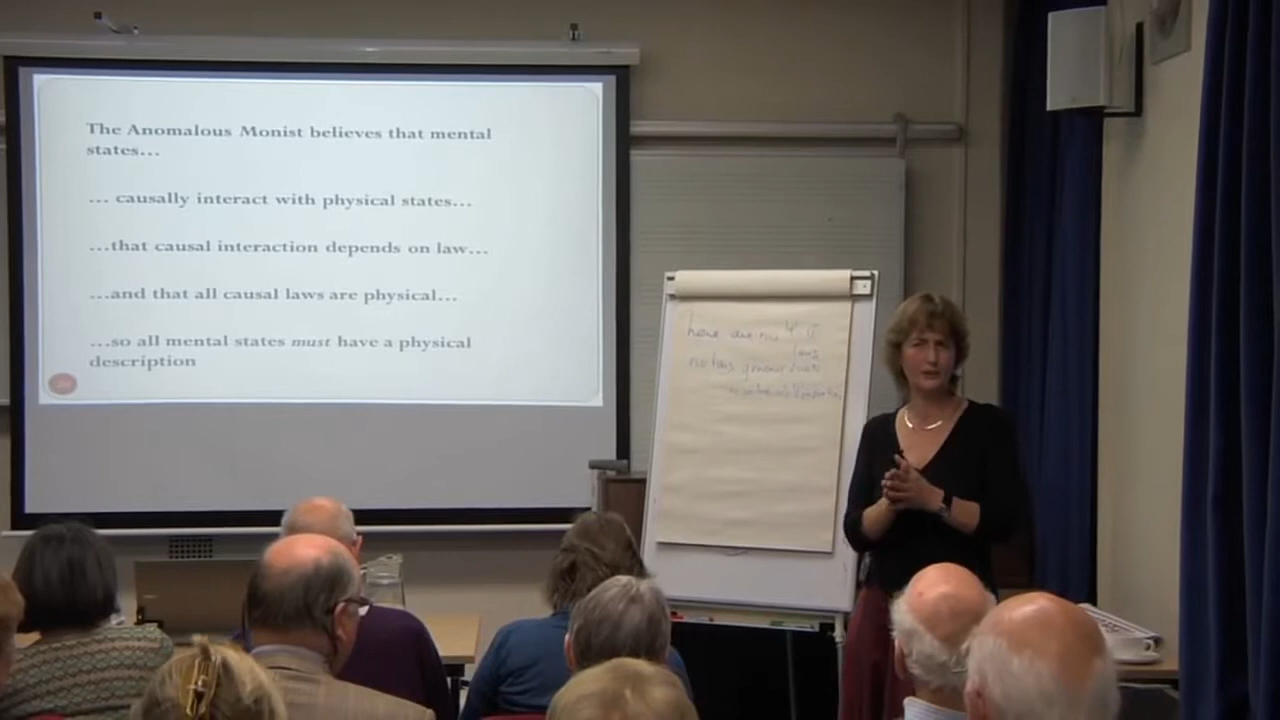 The Anomalous Monist believes that mental
states...
... causally interact with physical states...
...that causal interaction depends on law...
...and that all causal laws are physical...
...so all mental states must have a physical
description